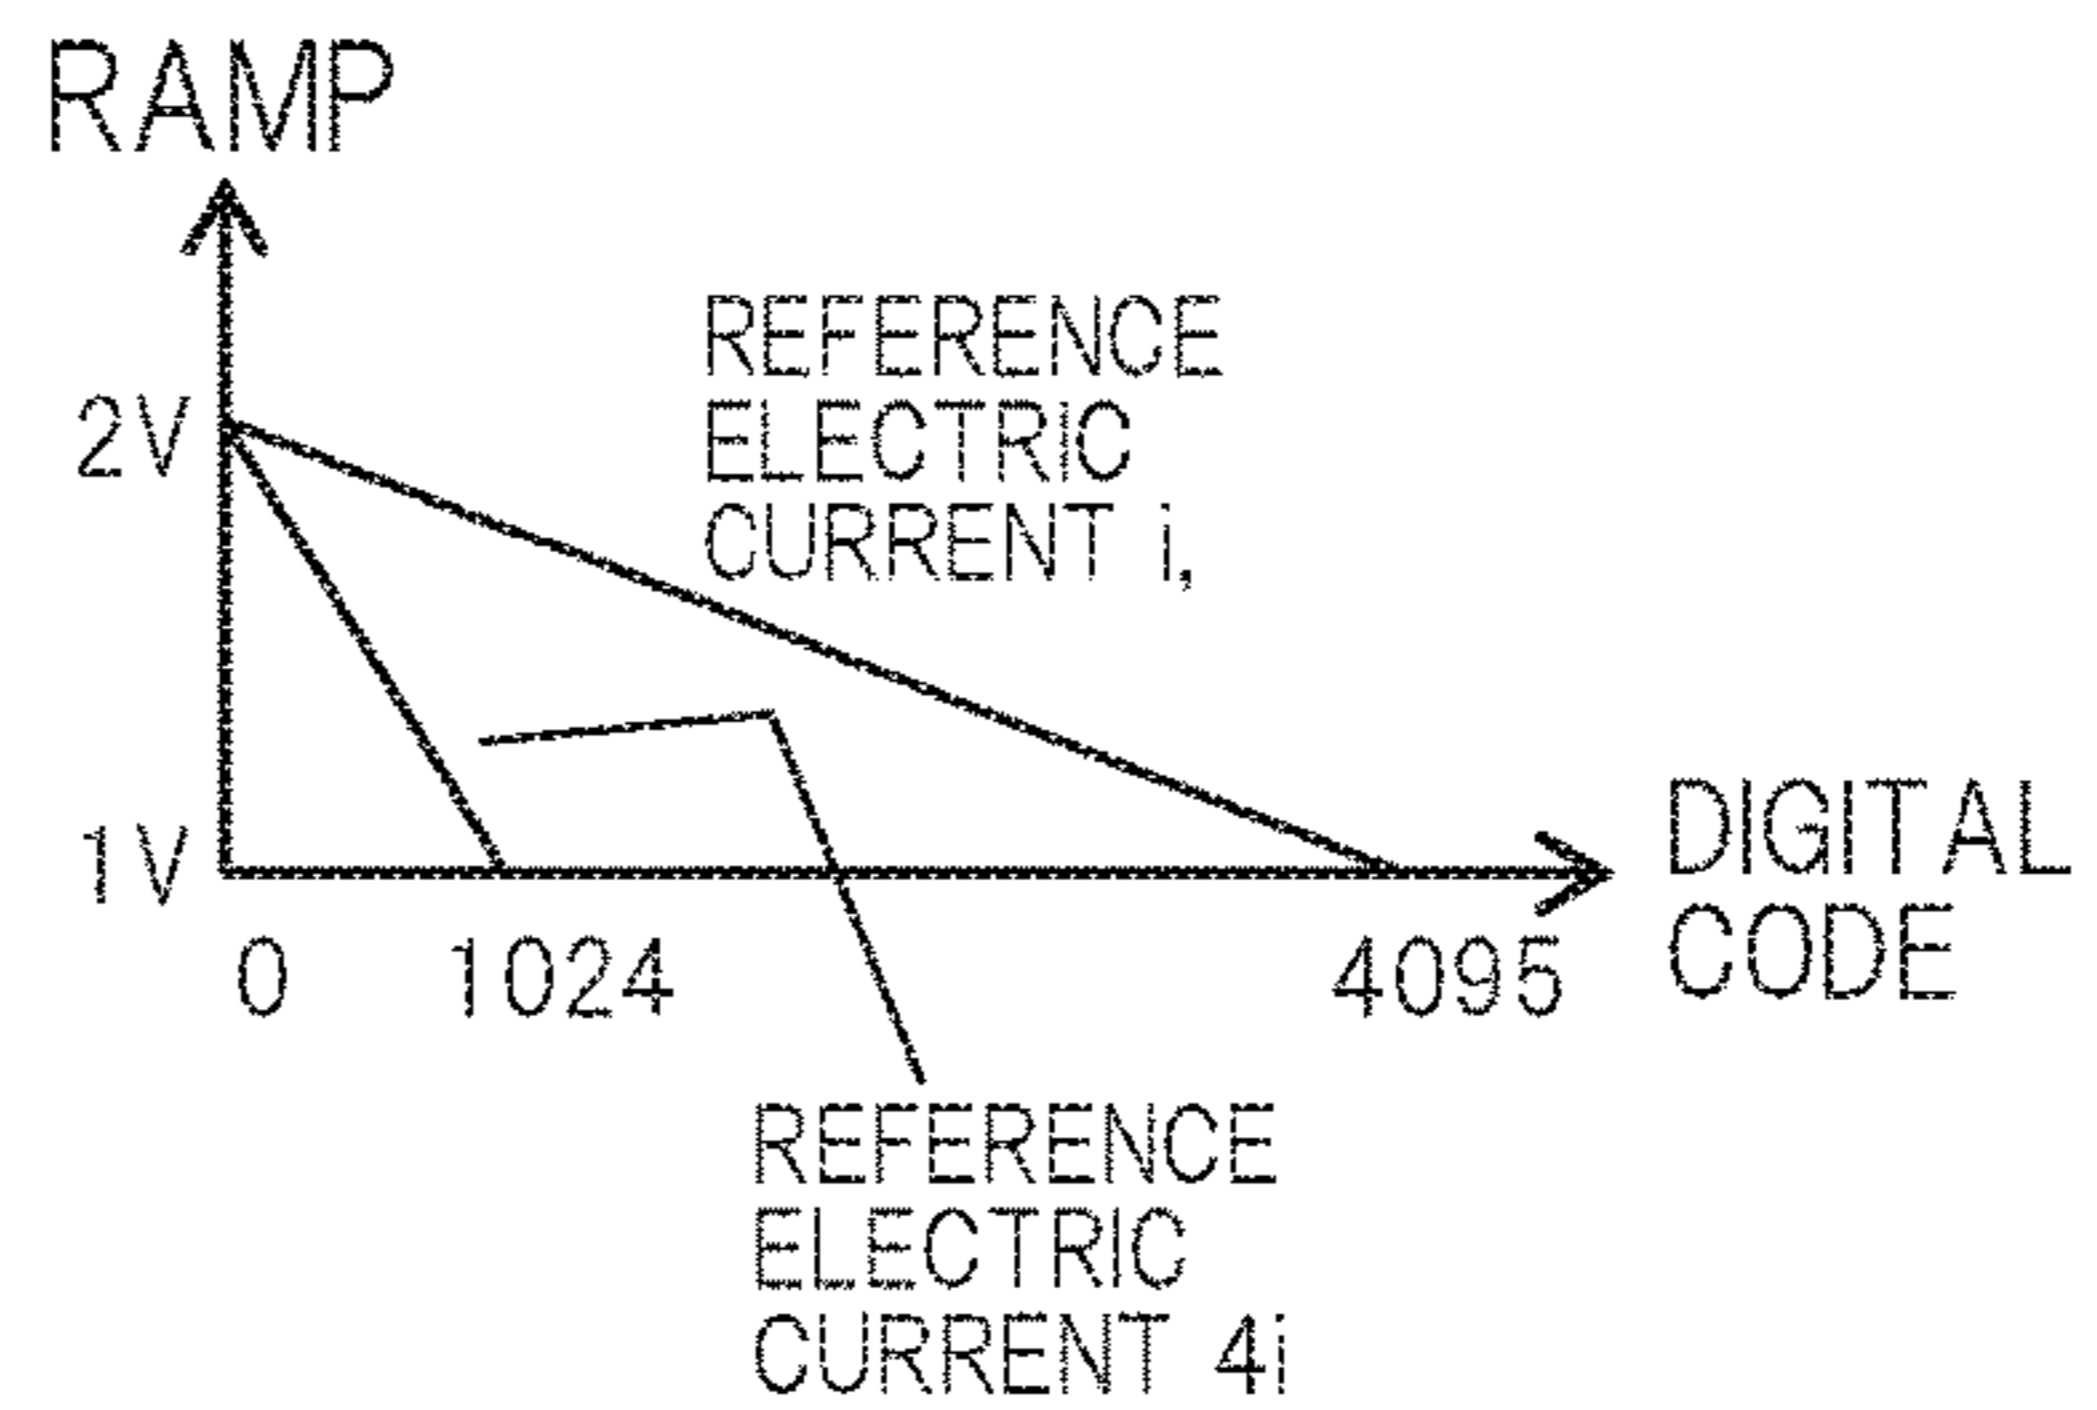 RAMP
REFERENCE
ELECTRIC
CURRENT i,
2V
1V
DIGITAL
CODE
0 1024 4095
REFERENCE
ELECTRIC
CURRENT 4i